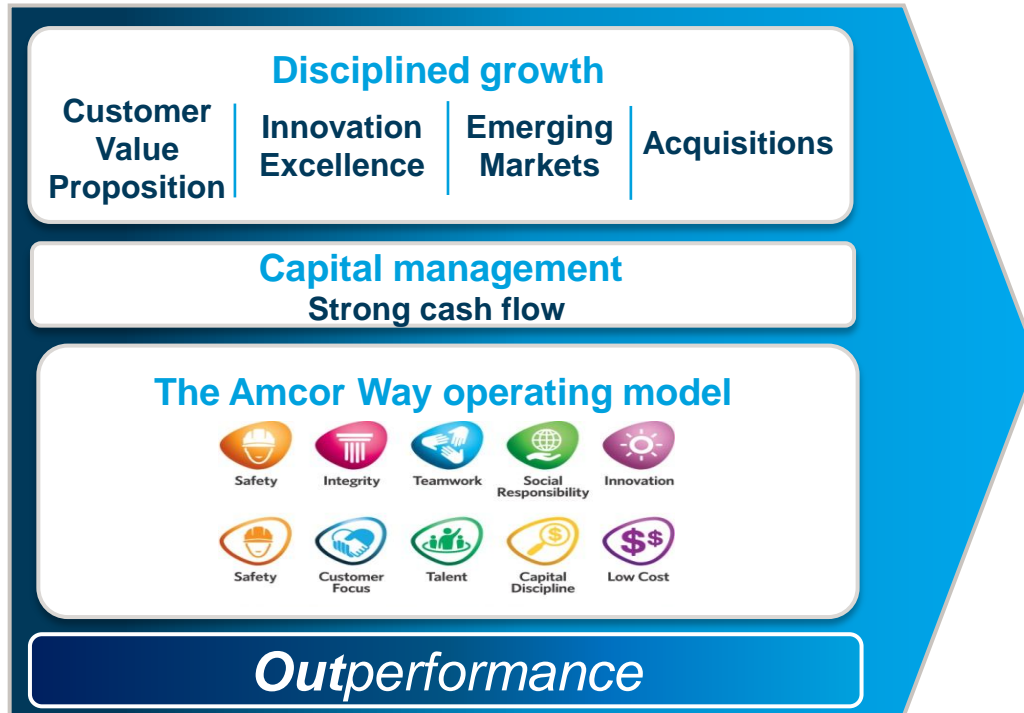 Disciplined growth
Customer
Value
Proposition
Innovation
Excellence
Emerging
Markets
Acquisitions
Capital management
Strong cash flow
The Amcor Way operating model
Safety
Integrity
Teamwork
Social
Responsibility
Innovation
$
$$
Safety
Customer
Focus
Talent
Capital
Discipline
Low Cost
Outperformance